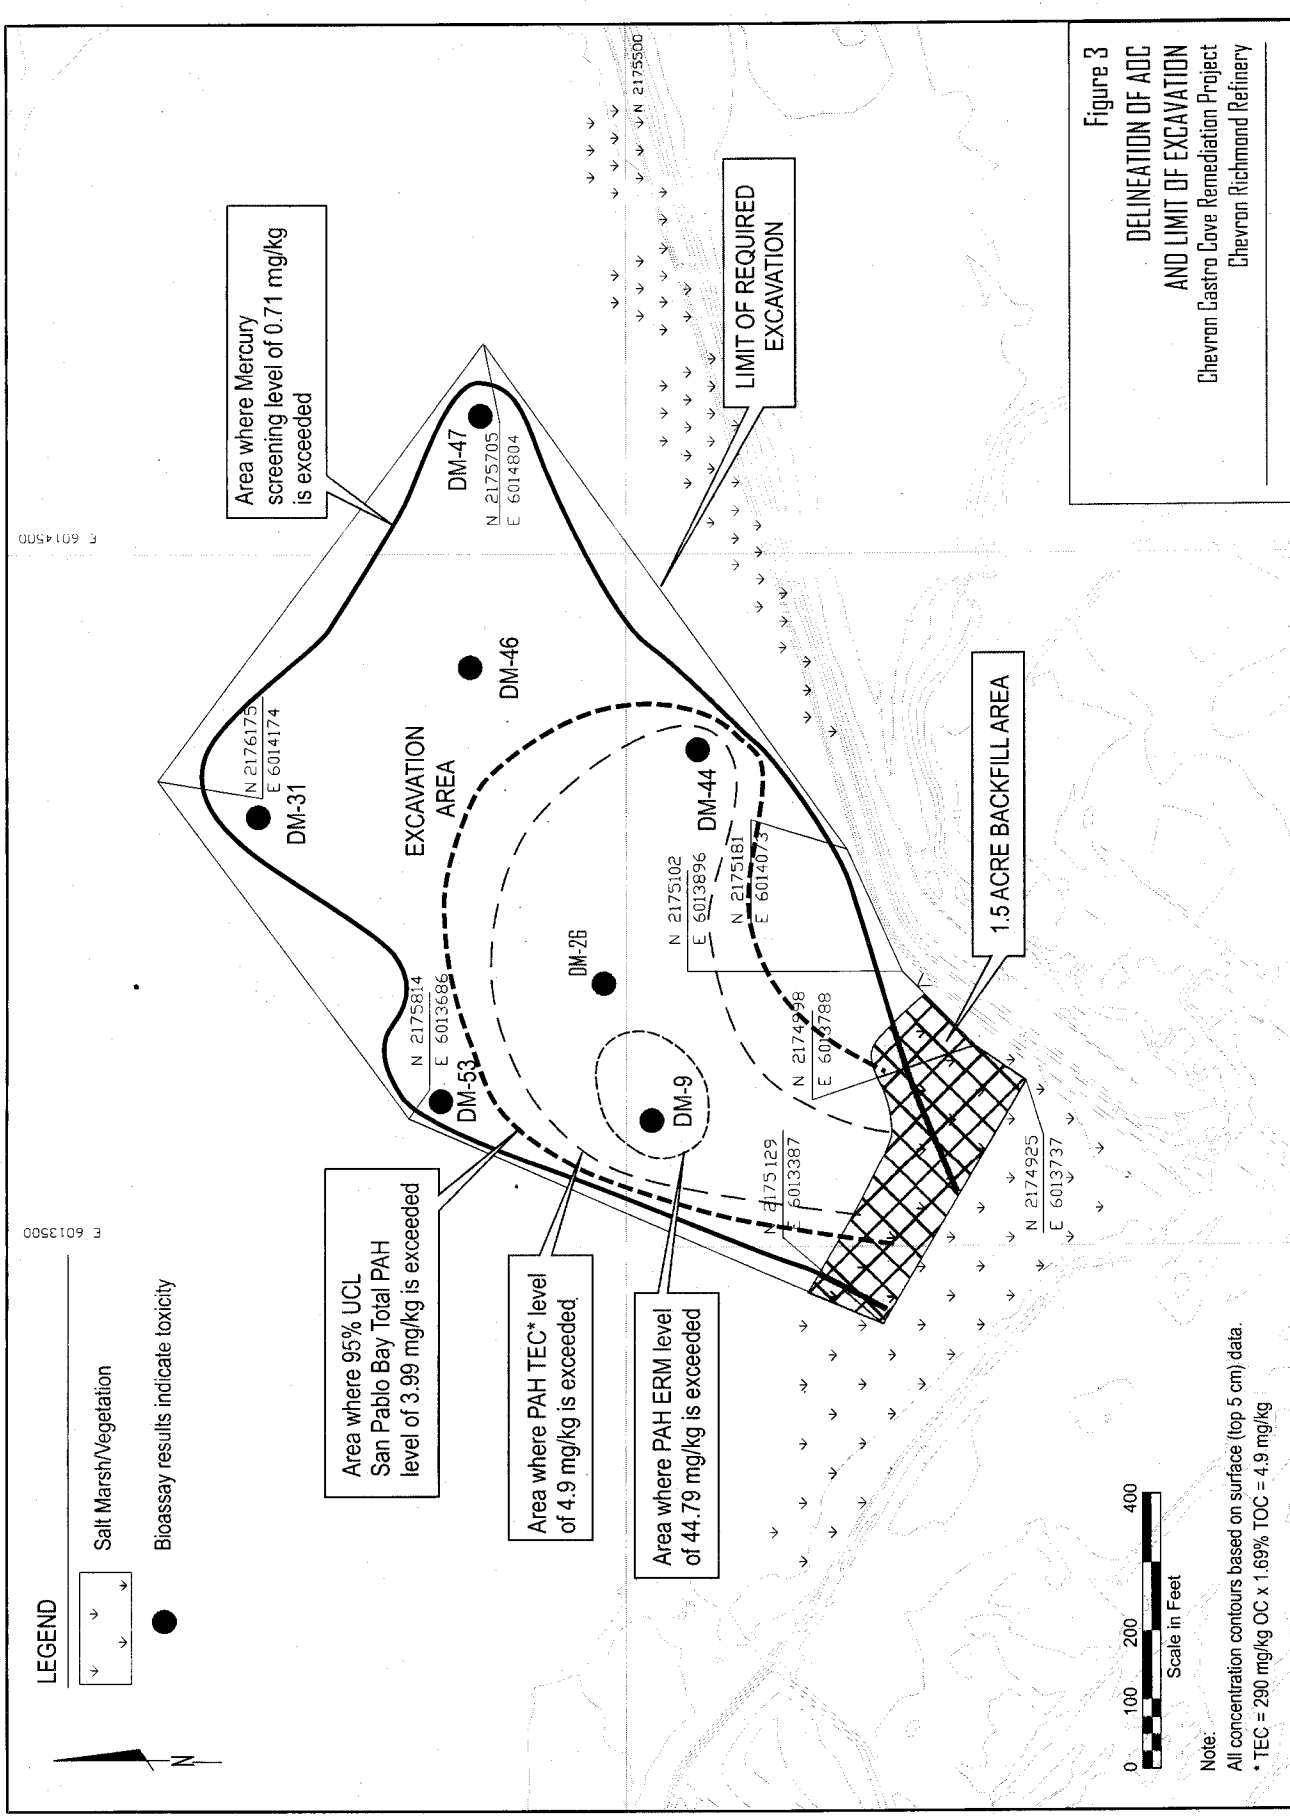 LEGEND
Salt Marsh/Vegetation
Bioassay results indicate toxicity
N
E 6013500
E 6014500
N 2175500
Area where Mercury
screening level of 0.71 mg/kg
is exceeded
Area where 95% UCL
San Pablo Bay Total PAH
level of 3.99 mg/kg is exceeded
Area where PAH TEC* level
of 4.9 mg/kg is exceeded
Area where PAH ERM level
of 44.79 mg/kg is exceeded
LIMIT OF REQUIRED
EXCAVATION
1.5 ACRE BACKFILL AREA
EXCAVATION
AREA
DM-31
DM-47
DM-46
DM-53
DM-26
DM-44
DM-9
N 2176175
E 6014174
N 2175705
E 6014804
N 2175814
E 6013686
N 2175102
E 6013896
N 2175181
E 6014073
N 2174998
E 6013788
N 2175129
E 6013387
N 2174925
E 6013737
0 100 200 400
Scale in Feet
Note:
All concentration contours based on surface (top 5 cm) data.
* TEC = 290 mg/kg OC x 1.69% TOC = 4.9 mg/kg
Figure 3
DELINEATION OF AOC
AND LIMIT OF EXCAVATION
Chevron Castro Cove Remediation Project
Chevron Richmond Refinery